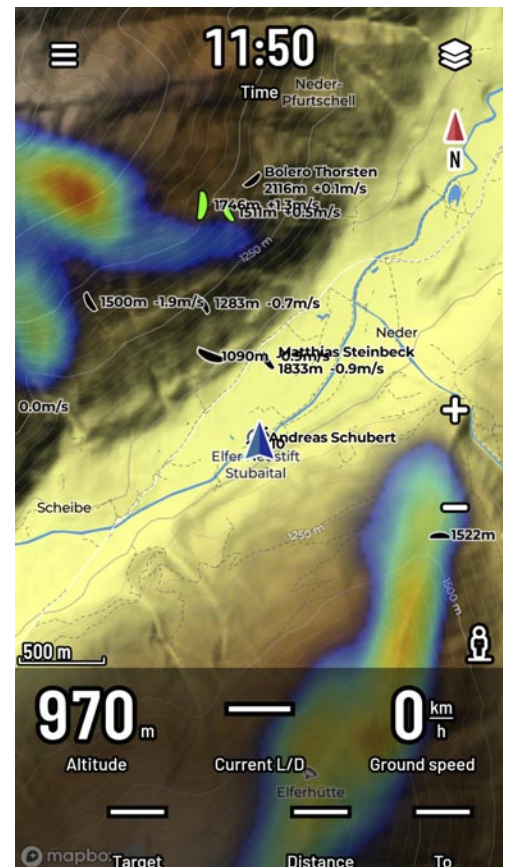 11:50
Time
Neder-
Pfurtschell
N
Bolero Thorsten
2116m +0.1m/s
1746m +1.3m/s
1511m +0.5m/s
1250 m
1500m -1.9m/s
1283m -0.7m/s
Neder
1090m
Matthias Steinbeck
1833m -0.9m/s
0.0m/s
Andreas Schubert
Elfer
Stubaital
Scheibe
1250 m
1522m
1500 m
500 m
970 m
0 km/h
Altitude
Current L/D
Ground speed
Elferhütte
mapbox
Target
Distance
To